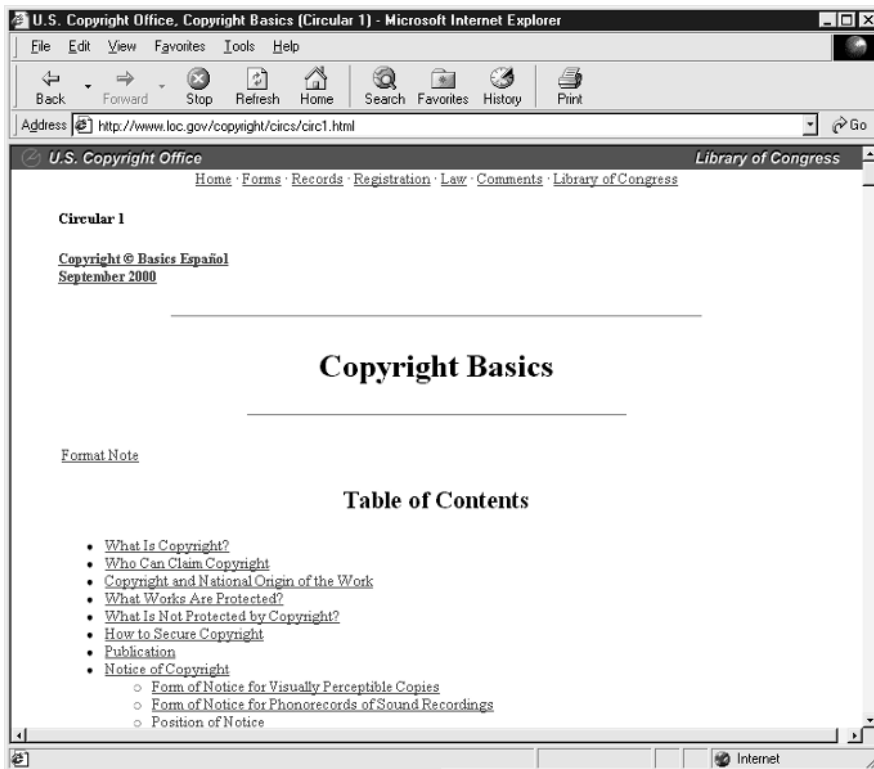 U.S. Copyright Office, Copyright Basics (Circular 1) - Microsoft Internet Explorer
File Edit View Favorites Tools Help
Back Forward Stop Refresh Home Search Favorites History Print
Address http://www.loc.gov/copyright/circs/circ1.html Go
U.S. Copyright Office Library of Congress
Home · Forms · Records · Registration · Law · Comments · Library of Congress
Circular 1
Copyright © Basics Español
September 2000
Copyright Basics
Format Note
Table of Contents
• What Is Copyright?
• Who Can Claim Copyright
• Copyright and National Origin of the Work
• What Works Are Protected?
• What Is Not Protected by Copyright?
• How to Secure Copyright
• Publication
• Notice of Copyright
○ Form of Notice for Visually Perceptible Copies
○ Form of Notice for Phonorecords of Sound Recordings
○ Position of Notice
Internet